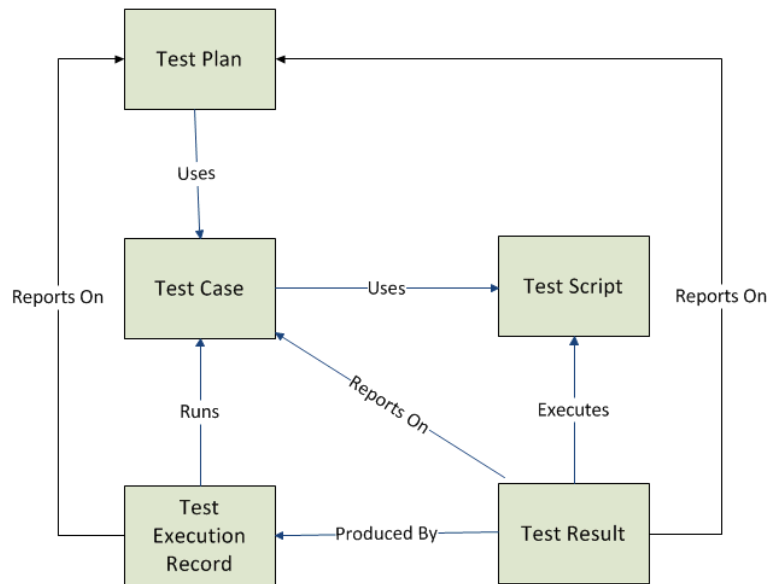 Test Plan
Uses
Test Case
Uses
Test Script
Reports On
Reports On
Reports On
Runs
Executes
Test
Execution
Record
Produced By
Test Result